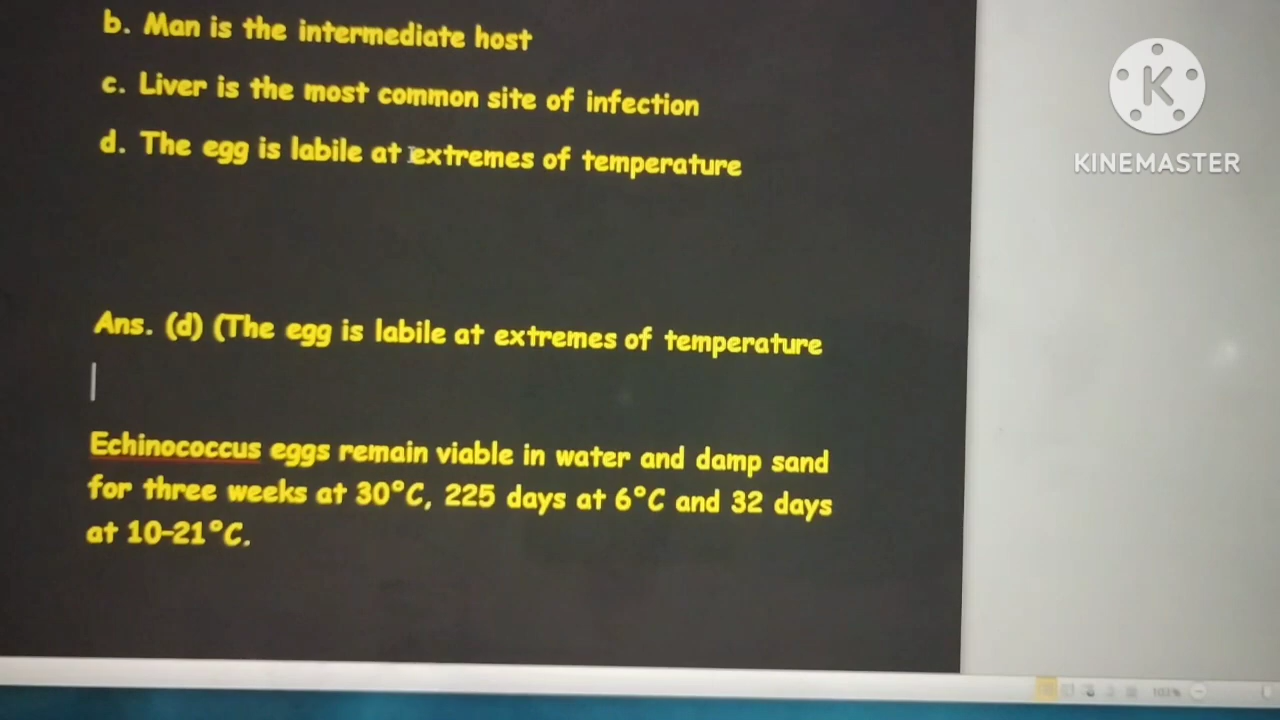 b. Man is the intermediate host
c. Liver is the most common site of infection
d. The egg is labile at extremes of temperature
Ans. (d) (The egg is labile at extremes of temperature
Echinococcus eggs remain viable in water and damp sand
for three weeks at 30°C, 225 days at 6°C and 32 days
at 10-21°C.
K
KINEMASTER
103%